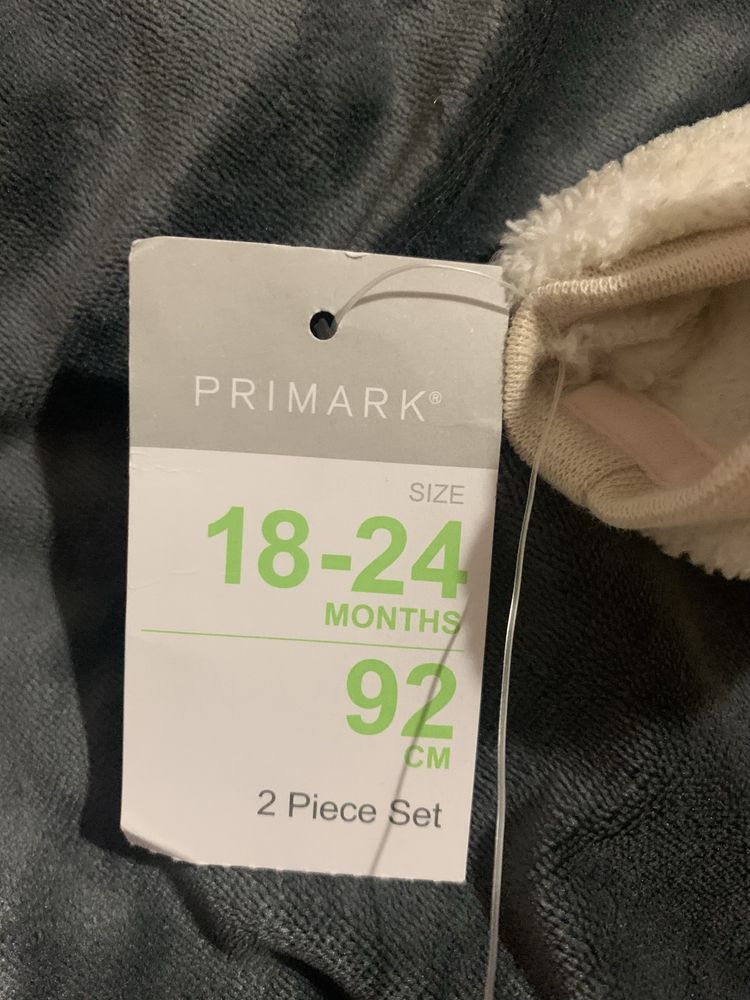 PRIMARK®
SIZE
18-24
MONTHS
92
CM
2 Piece Set